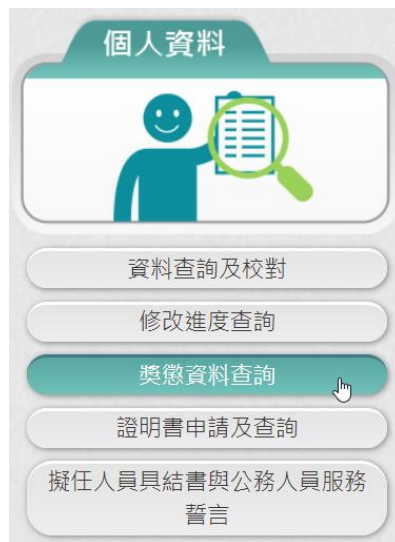 個人資料
資料查詢及校對
修改進度查詢
獎懲資料查詢
證明書申請及查詢
擬任人員具結書與公務人員服務
誓言